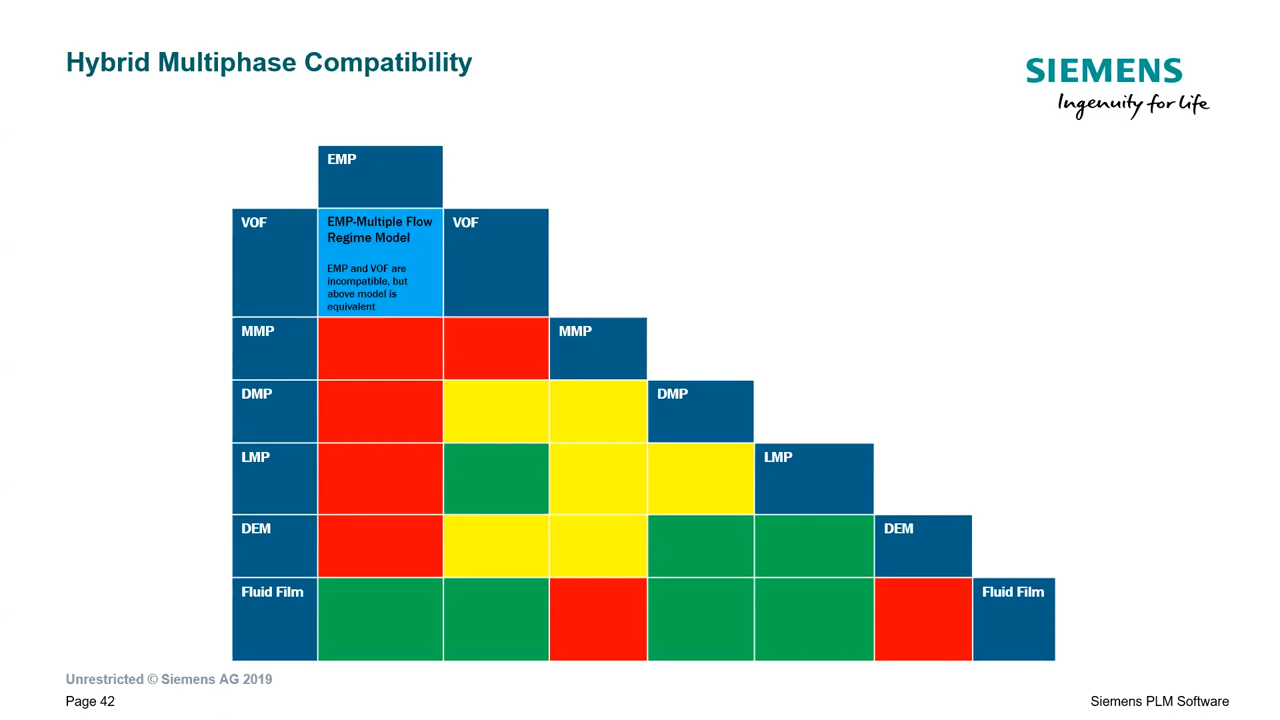 Hybrid Multiphase Compatibility
SIEMENS
Ingenuity for life
EMP
VOF
EMP-Multiple Flow
Regime Model
EMP and VOF are
incompatible, but
above model is
equivalent
VOF
MMP
MMP
DMP
DMP
LMP
LMP
DEM
DEM
Fluid Film
Fluid Film
Unrestricted © Siemens AG 2019
Page 42
Siemens PLM Software